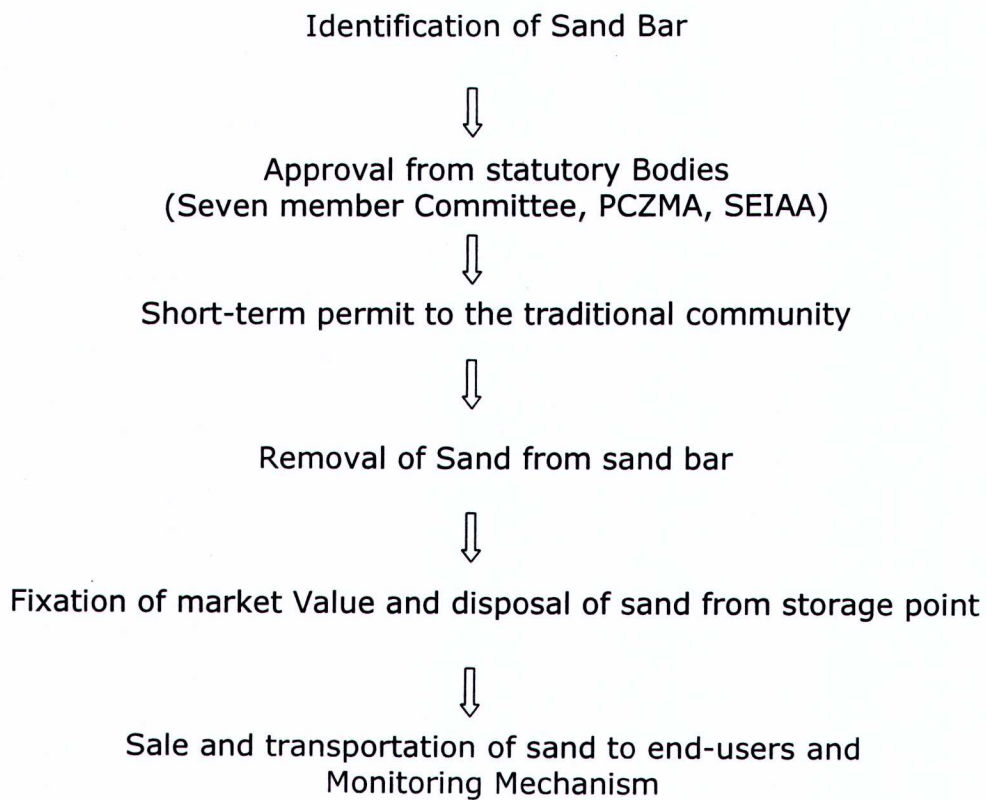 Identification of Sand Bar
Approval from statutory Bodies
(Seven member Committee, PCZMA, SEIAA)
Short-term permit to the traditional community
Removal of Sand from sand bar
Fixation of market Value and disposal of sand from storage point
Sale and transportation of sand to end-users and
Monitoring Mechanism